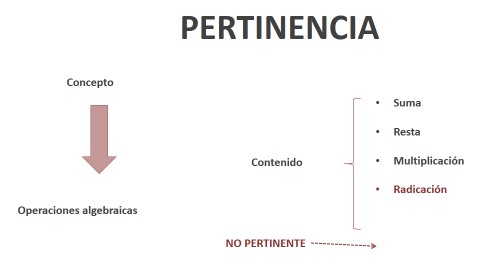 PERTINENCIA
Concepto
Operaciones algebraicas
Contenido
• Suma
• Resta
• Multiplicación
• Radicación
NO PERTINENTE